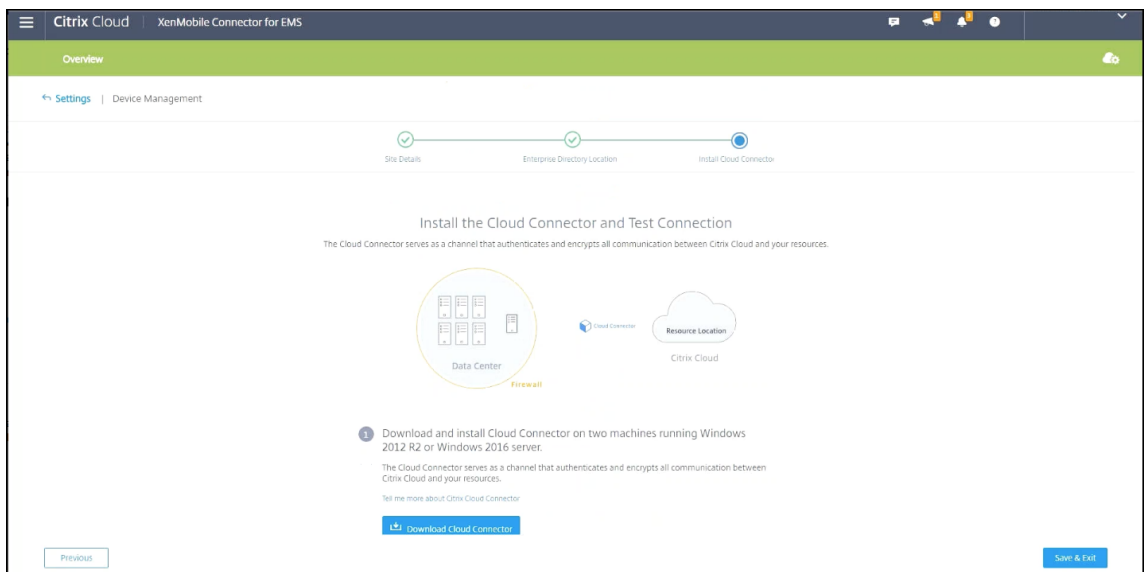 Citrix Cloud | XenMobile Connector for EMS
Overview
Settings | Device Management
Site Details Enterprise Directory Location Install Cloud Connector
Install the Cloud Connector and Test Connection
The Cloud Connector serves as a channel that authenticates and encrypts all communication between Citrix Cloud and your resources.
Cloud Connector
Resource Location
Citrix Cloud
Data Center
Firewall
1 Download and install Cloud Connector on two machines running Windows
2012 R2 or Windows 2016 server.
The Cloud Connector serves as a channel that authenticates and encrypts all communication between
Citrix Cloud and your resources.
Tell me more about Citrix Cloud Connector
Download Cloud Connector
Previous Save & Exit